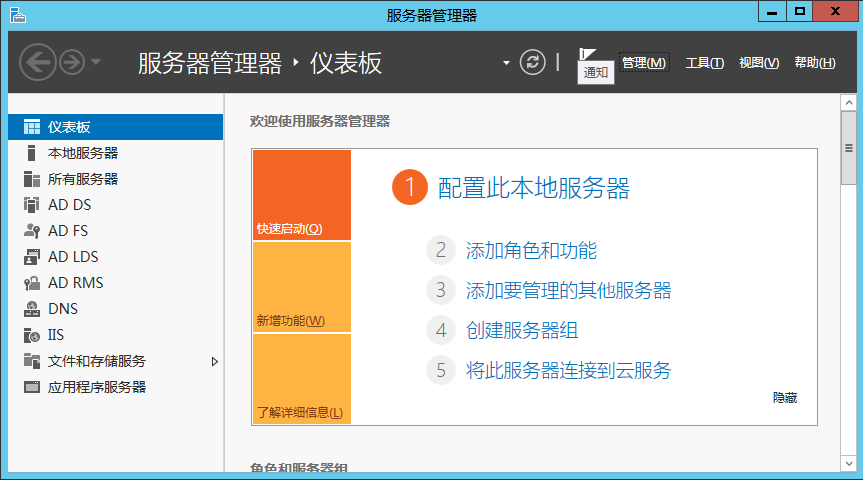 服务器管理器
服务器管理器 仪表板
通知 管理(M) 工具(T) 视图(V) 帮助(H)
仪表板
本地服务器
所有服务器
AD DS
AD FS
AD LDS
AD RMS
DNS
IIS
文件和存储服务
应用程序服务器
欢迎使用服务器管理器
快速启动(Q)
新增功能(W)
了解详细信息(L)
1 配置此本地服务器
2 添加角色和功能
3 添加要管理的其他服务器
4 创建服务器组
5 将此服务器连接到云服务
隐藏
角色和服务器组